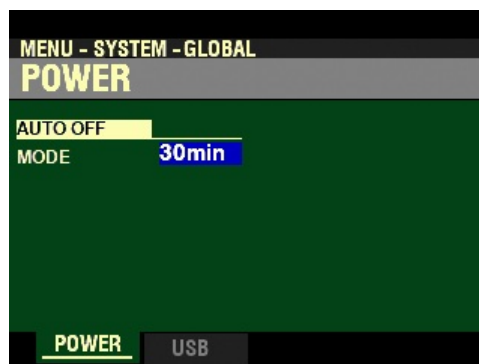 MENU - SYSTEM - GLOBAL
POWER
AUTO OFF
MODE 30min
POWER USB